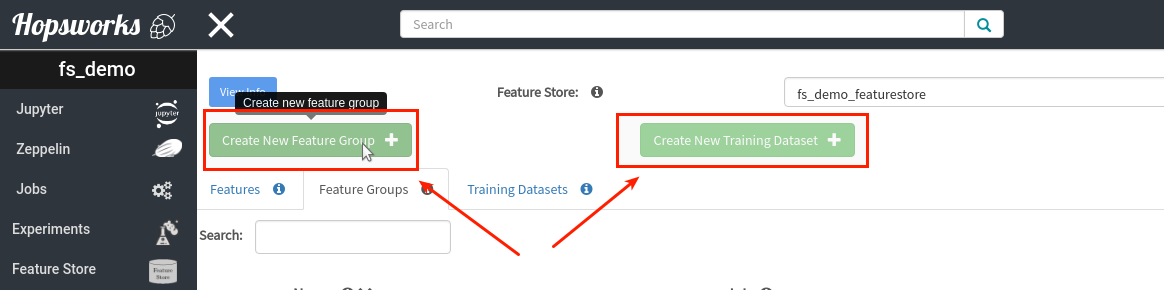 Hopsworks
Search
fs_demo
View Info
Feature Store:
fs_demo_featurestore
Create new feature group
Create New Feature Group
Create New Training Dataset
Jupyter
jupyter
Zeppelin
Features
Feature Groups
Training Datasets
Jobs
Experiments
Search:
Feature Store
Feature
Store